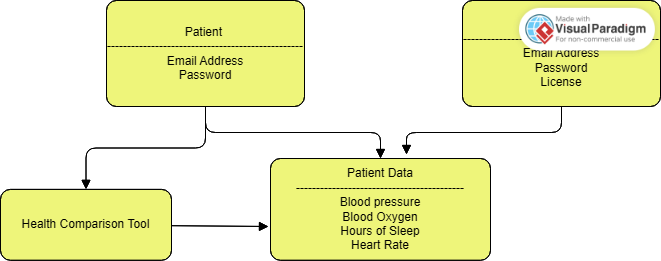 Patient
Email Address
Password
Made with
Visual Paradigm
For non-commercial use
Email Address
Password
License
Patient Data
Blood pressure
Blood Oxygen
Hours of Sleep
Heart Rate
Health Comparison Tool